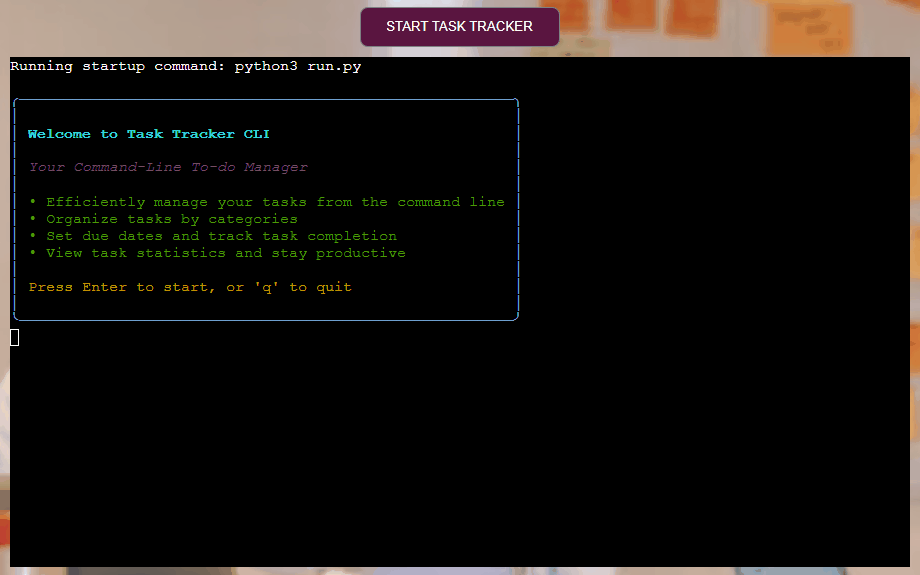 START TASK TRACKER
Running startup command: python3 run.py
Welcome to Task Tracker CLI
Your Command-Line To-do Manager
• Efficiently manage your tasks from the command line
• Organize tasks by categories
• Set due dates and track task completion
• View task statistics and stay productive
Press Enter to start, or 'q' to quit